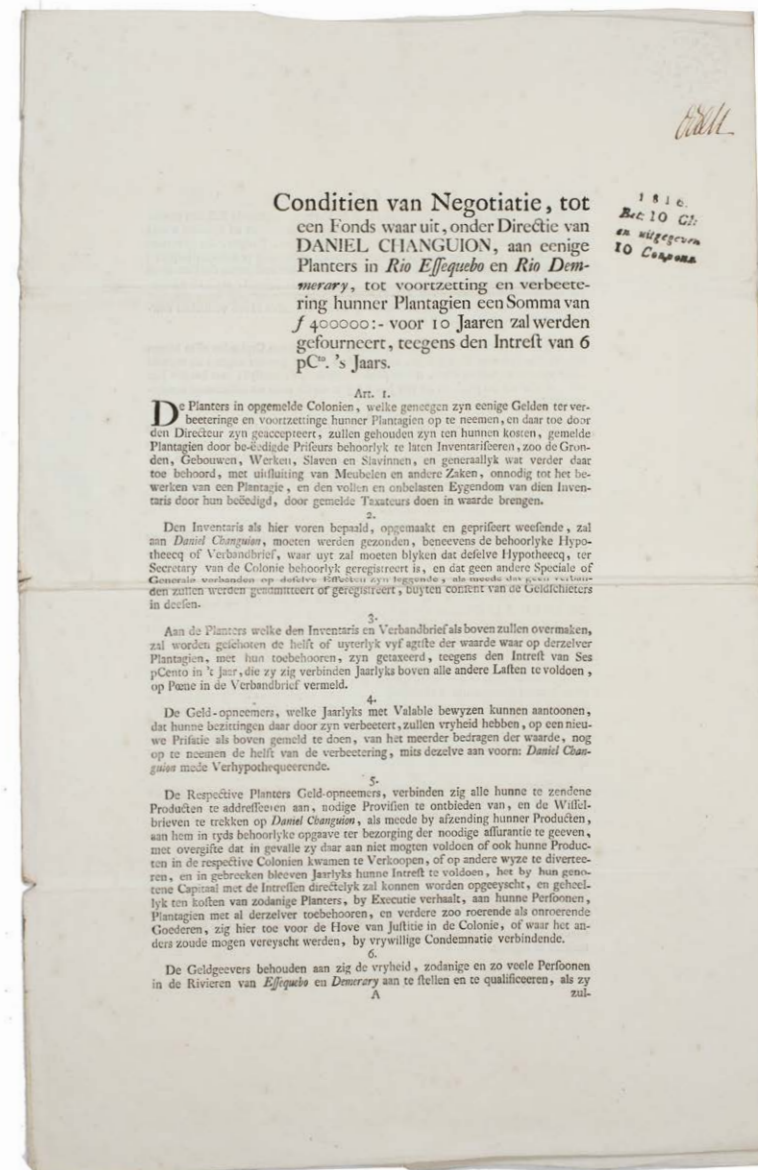 1816.
Bet: 10 Gl:
en uitgegeven
10 Coupons
Conditien van Negotiatie, tot
een Fonds waar uit, onder Directie van
DANIEL CHANGUION, aan eenige
Planters in Rio Eſſequebo en Rio Dem-
merary, tot voortzetting en verbeete-
ring hunner Plantagien een Somma van
ƒ 400000:- voor 10 Jaaren zal werden
gefourneert, teegens den Intreſt van 6
pCto. 's Jaars.
Art. 1.
De Planters in opgemelde Colonien, welke geneegen zyn eenige Gelden ter ver-
beeteringe en voortzettinge hunner Plantagien op te neemen, en daar toe door
den Directeur zyn geaccepteert, zullen gehouden zyn ten hunnen koſten, gemelde
Plantagien door be-ëedigde Priſeurs behoorlyk te laten Inventariſeeren, zoo de Gron-
den, Gebouwen, Werken, Slaven en Slavinnen, en generaallyk wat verder daar
toe behoord, met uitſluiting van Meubelen en andere Zaken, onnodig tot het be-
werken van een Plantagie, en den vollen en onbelasten Eygendom van dien Inven-
taris door hun beëedigd, door gemelde Taxateurs doen in waarde brengen.
2.
Den Inventaris als hier voren bepaald, opgemaakt en gepriſeert weeſende, zal
aan Daniel Changuion, moeten werden gezonden, beneevens de behoorlyke Hypo-
theecq of Verbandbrief, waar uyt zal moeten blyken dat deſelve Hypotheecq, ter
Secretary van de Colonie behoorlyk geregistreert is, en dat geen andere Speciale of
Generale verbanden op deſelve Effecten zyn leggende, als meede dat geen verban-
den zullen werden geadmitteert of geregiſtreert, buyten conſent van de Geldſchieters
in deeſen.
3.
Aan de Planters welke den Inventaris en Verbandbrief als boven zullen overmaken,
zal worden geſchoten de helft of uyterlyk vyf agtſte der waarde waar op derzelver
Plantagien, met hun toebehooren, zyn getaxeerd, teegens den Intreſt van Ses
pCento in 't Jaar, die zy zig verbinden Jaarlyks boven alle andere Laſten te voldoen,
op Pœne in de Verbandbrief vermeld.
4.
De Geld-opneemers, welke Jaarlyks met Valable bewyzen kunnen aantoonen,
dat hunne bezittingen daar door zyn verbeetert, zullen vryheid hebben, op een nieu-
we Priſatie als boven gemeld te doen, van het meerder bedragen der waarde, nog
op te neemen de helft van de verbeetering, mits dezelve aan voorn: Daniel Chan-
guion mede Verhypothequeerende.
5.
De Respective Planters Geld-opneemers, verbinden zig alle hunne te zendene
Producten te addreſſeeren aan, nodige Proviſien te ontbieden van, en de Wiſſel-
brieven te trekken op Daniel Changuion, als meede by afzending hunner Producten,
aan hem in tyds behoorlyke opgaave ter bezorging der noodige aſſurantie te geeven,
met overgifte dat in gevalle zy daar aan niet mogten voldoen of ook hunne Produc-
ten in de reſpective Colonien kwamen te Verkoopen, of op andere wyze te divertee-
ren, en in gebreeken bleeven Jaarlyks hunne Intreſt te voldoen, het by hun geno-
tene Capitaal met de Intreſſen directelyk zal konnen worden opgeeyscht, en geheel-
lyk ten koſten van zodanige Planters, by Executie verhaalt, aan hunne Perſoonen,
Plantagien met al derzelver toebehooren, en verdere zoo roerende als onroerende
Goederen, zig hier toe voor de Hove van Juſtitie in de Colonie, of waar het an-
ders zoude mogen vereyscht werden, by vrywillige Condemnatie verbindende.
6.
De Geldgeevers behouden aan zig de vryheid, zodanige en zo veele Perſoonen
in de Rivieren van Eſſequebo en Demerary aan te ſtellen en te qualificeeren, als zy
A zul-